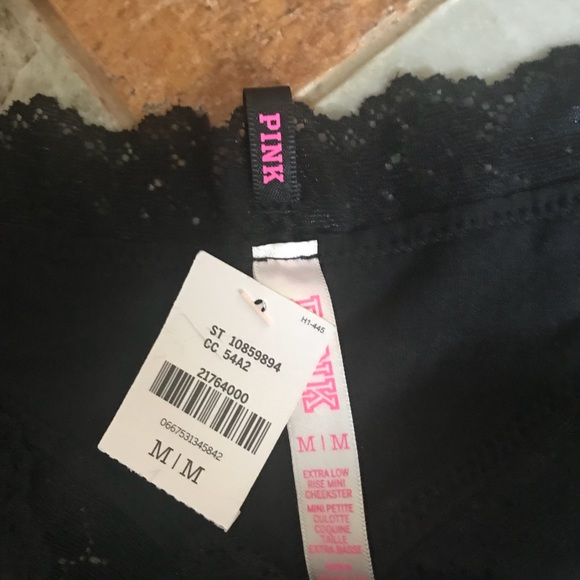 PINK
ST 10859894
CC 54A2
21764000
0667531345842
M|M
H1-445
PINK
M|M
EXTRA LOW
RISE MINI
CHEEKSTER
MINI PETITE
CULOTTE
COQUINE
TAILLE
EXTRA BASSE